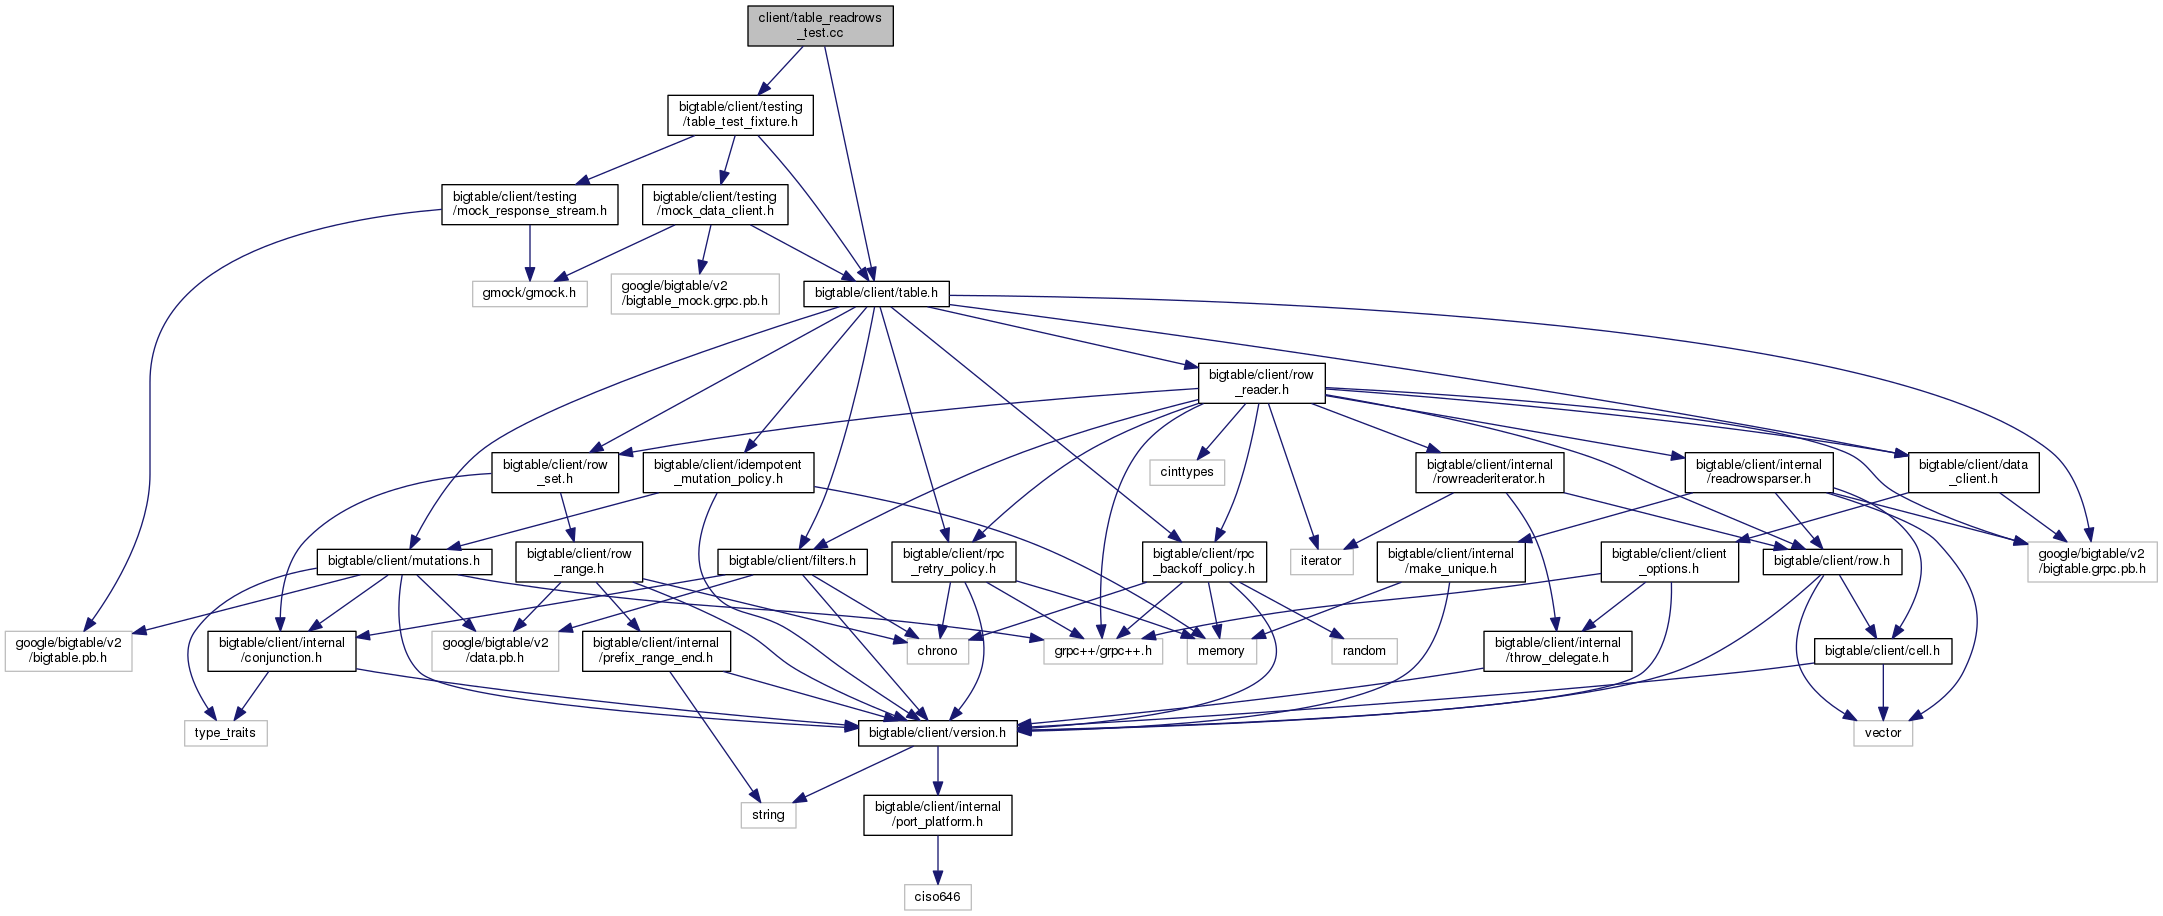 client/table_readrows
_test.cc
bigtable/client/testing
/table_test_fixture.h
bigtable/client/testing
/mock_response_stream.h
bigtable/client/testing
/mock_data_client.h
gmock/gmock.h
google/bigtable/v2
/bigtable_mock.grpc.pb.h
bigtable/client/table.h
bigtable/client/row
_reader.h
bigtable/client/row
_set.h
bigtable/client/idempotent
_mutation_policy.h
cinttypes
bigtable/client/internal
/rowreaderiterator.h
bigtable/client/internal
/readrowsparser.h
bigtable/client/data
_client.h
bigtable/client/mutations.h
bigtable/client/row
_range.h
bigtable/client/filters.h
bigtable/client/rpc
_retry_policy.h
bigtable/client/rpc
_backoff_policy.h
iterator
bigtable/client/internal
/make_unique.h
bigtable/client/client
_options.h
bigtable/client/row.h
google/bigtable/v2
/bigtable.grpc.pb.h
google/bigtable/v2
/bigtable.pb.h
bigtable/client/internal
/conjunction.h
google/bigtable/v2
/data.pb.h
bigtable/client/internal
/prefix_range_end.h
chrono
grpc++/grpc++.h
memory
random
bigtable/client/internal
/throw_delegate.h
bigtable/client/cell.h
type_traits
bigtable/client/version.h
vector
string
bigtable/client/internal
/port_platform.h
ciso646